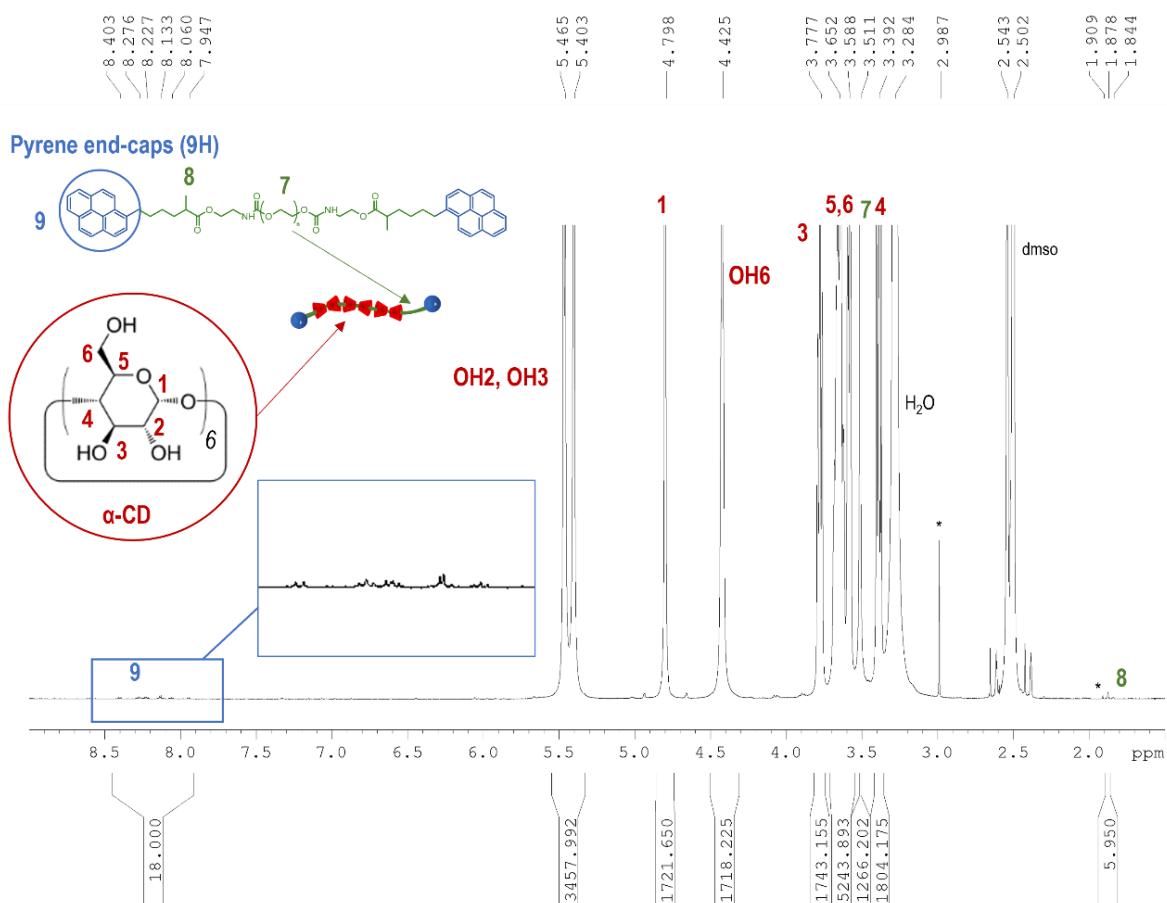 8.403
8.276
8.227
8.133
8.060
7.947
5.465
5.403
4.798
4.425
3.777
3.652
3.588
3.511
3.392
3.284
2.987
2.543
2.502
1.909
1.878
1.844
Pyrene end-caps (9H)
9
8
7
O
O
NH
O
O
O
n
O
O
NH
O
O
1
3
5,6
7
4
OH6
OH2, OH3
dmso
H₂O
*
*
8
OH
6
5
O
1
O
4
3
2
HO
OH
6
α-CD
9
8.5 8.0 7.5 7.0 6.5 6.0 5.5 5.0 4.5 4.0 3.5 3.0 2.5 2.0 ppm
18.000
3457.992
1721.650
1718.225
1743.155
5243.893
1266.202
1804.175
5.950